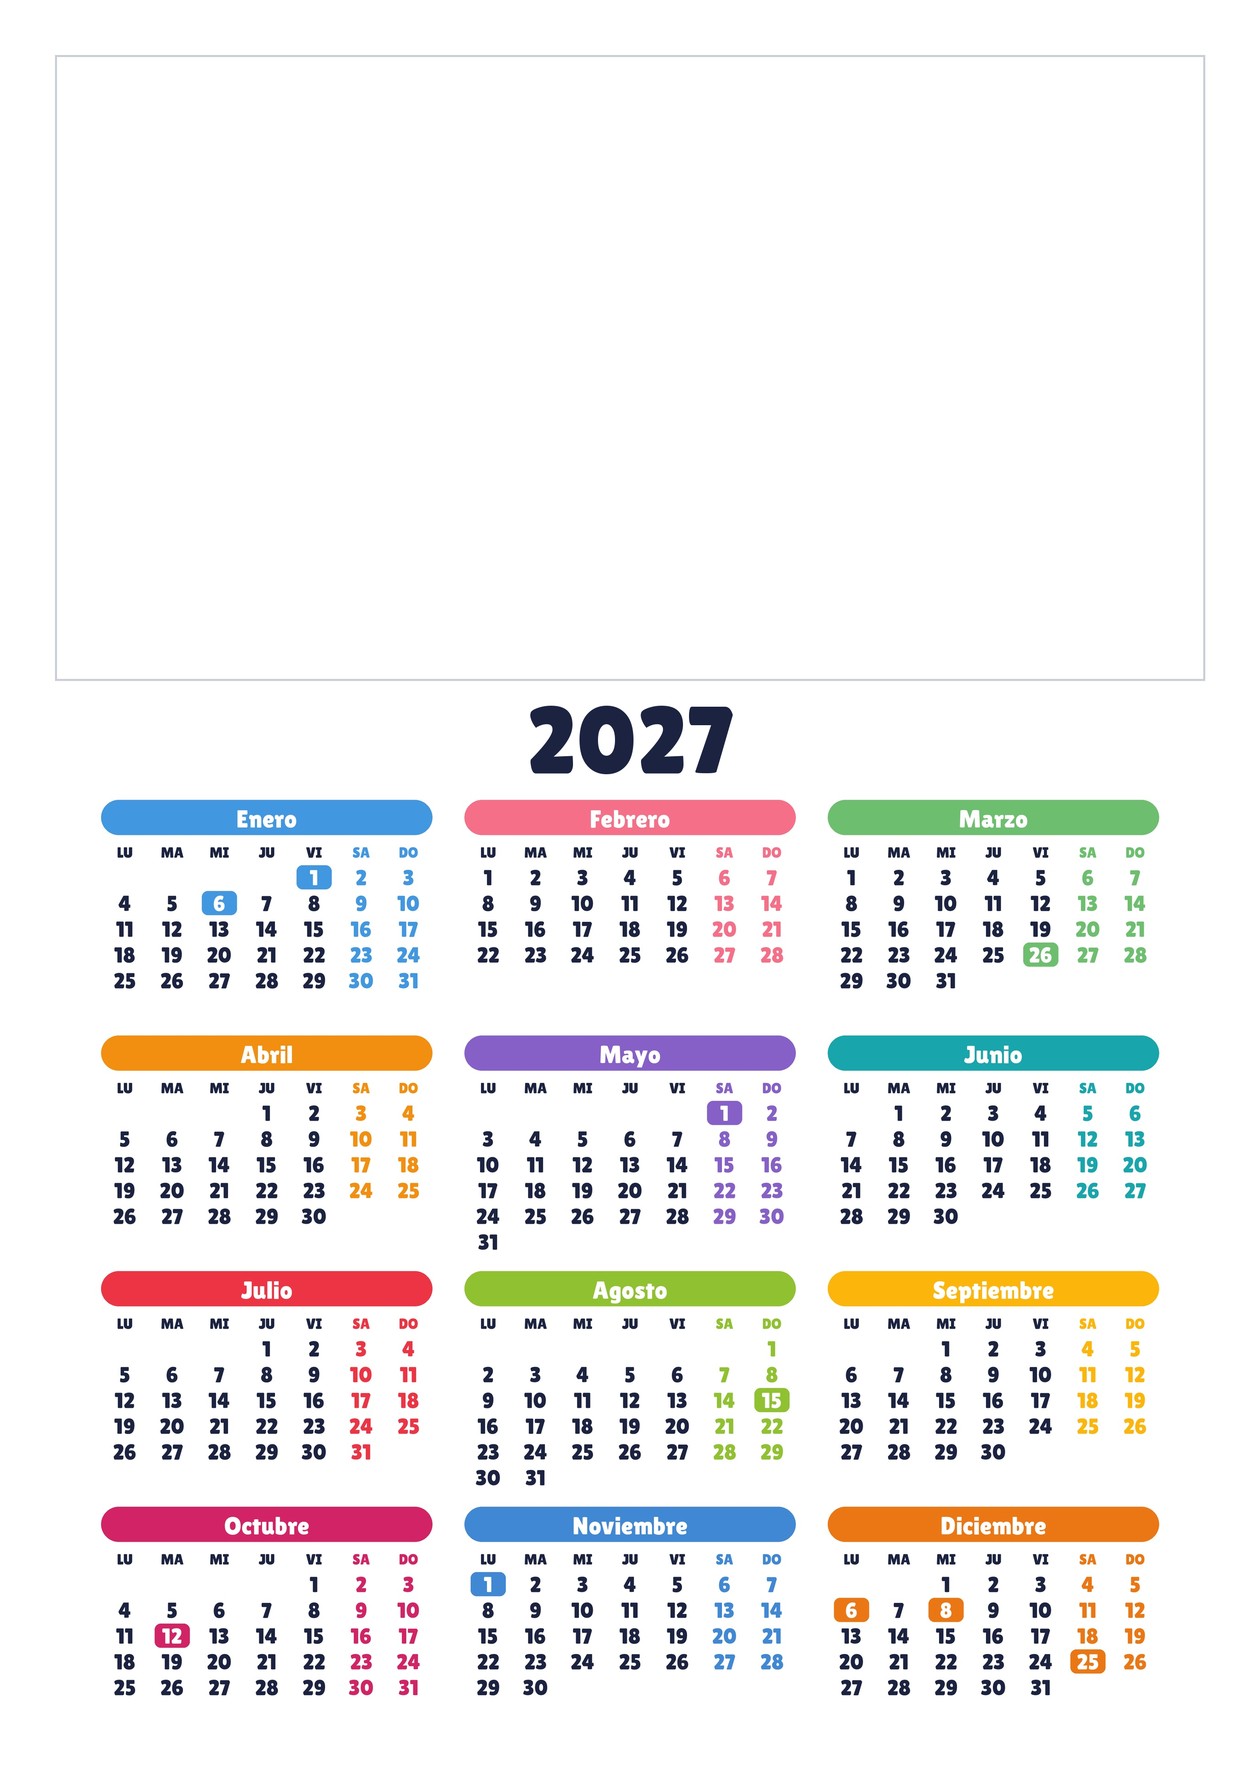 2027
Enero
LU MA MI JU VI SA DO
1 2 3
4 5 6 7 8 9 10
11 12 13 14 15 16 17
18 19 20 21 22 23 24
25 26 27 28 29 30 31
Febrero
LU MA MI JU VI SA DO
1 2 3 4 5 6 7
8 9 10 11 12 13 14
15 16 17 18 19 20 21
22 23 24 25 26 27 28
Marzo
LU MA MI JU VI SA DO
1 2 3 4 5 6 7
8 9 10 11 12 13 14
15 16 17 18 19 20 21
22 23 24 25 26 27 28
29 30 31
Abril
LU MA MI JU VI SA DO
1 2 3 4
5 6 7 8 9 10 11
12 13 14 15 16 17 18
19 20 21 22 23 24 25
26 27 28 29 30
Mayo
LU MA MI JU VI SA DO
1 2
3 4 5 6 7 8 9
10 11 12 13 14 15 16
17 18 19 20 21 22 23
24 25 26 27 28 29 30
31
Junio
LU MA MI JU VI SA DO
1 2 3 4 5 6
7 8 9 10 11 12 13
14 15 16 17 18 19 20
21 22 23 24 25 26 27
28 29 30
Julio
LU MA MI JU VI SA DO
1 2 3 4
5 6 7 8 9 10 11
12 13 14 15 16 17 18
19 20 21 22 23 24 25
26 27 28 29 30 31
Agosto
LU MA MI JU VI SA DO
1
2 3 4 5 6 7 8
9 10 11 12 13 14 15
16 17 18 19 20 21 22
23 24 25 26 27 28 29
30 31
Septiembre
LU MA MI JU VI SA DO
1 2 3 4 5
6 7 8 9 10 11 12
13 14 15 16 17 18 19
20 21 22 23 24 25 26
27 28 29 30
Octubre
LU MA MI JU VI SA DO
1 2 3
4 5 6 7 8 9 10
11 12 13 14 15 16 17
18 19 20 21 22 23 24
25 26 27 28 29 30 31
Noviembre
LU MA MI JU VI SA DO
1 2 3 4 5 6 7
8 9 10 11 12 13 14
15 16 17 18 19 20 21
22 23 24 25 26 27 28
29 30
Diciembre
LU MA MI JU VI SA DO
1 2 3 4 5
6 7 8 9 10 11 12
13 14 15 16 17 18 19
20 21 22 23 24 25 26
27 28 29 30 31